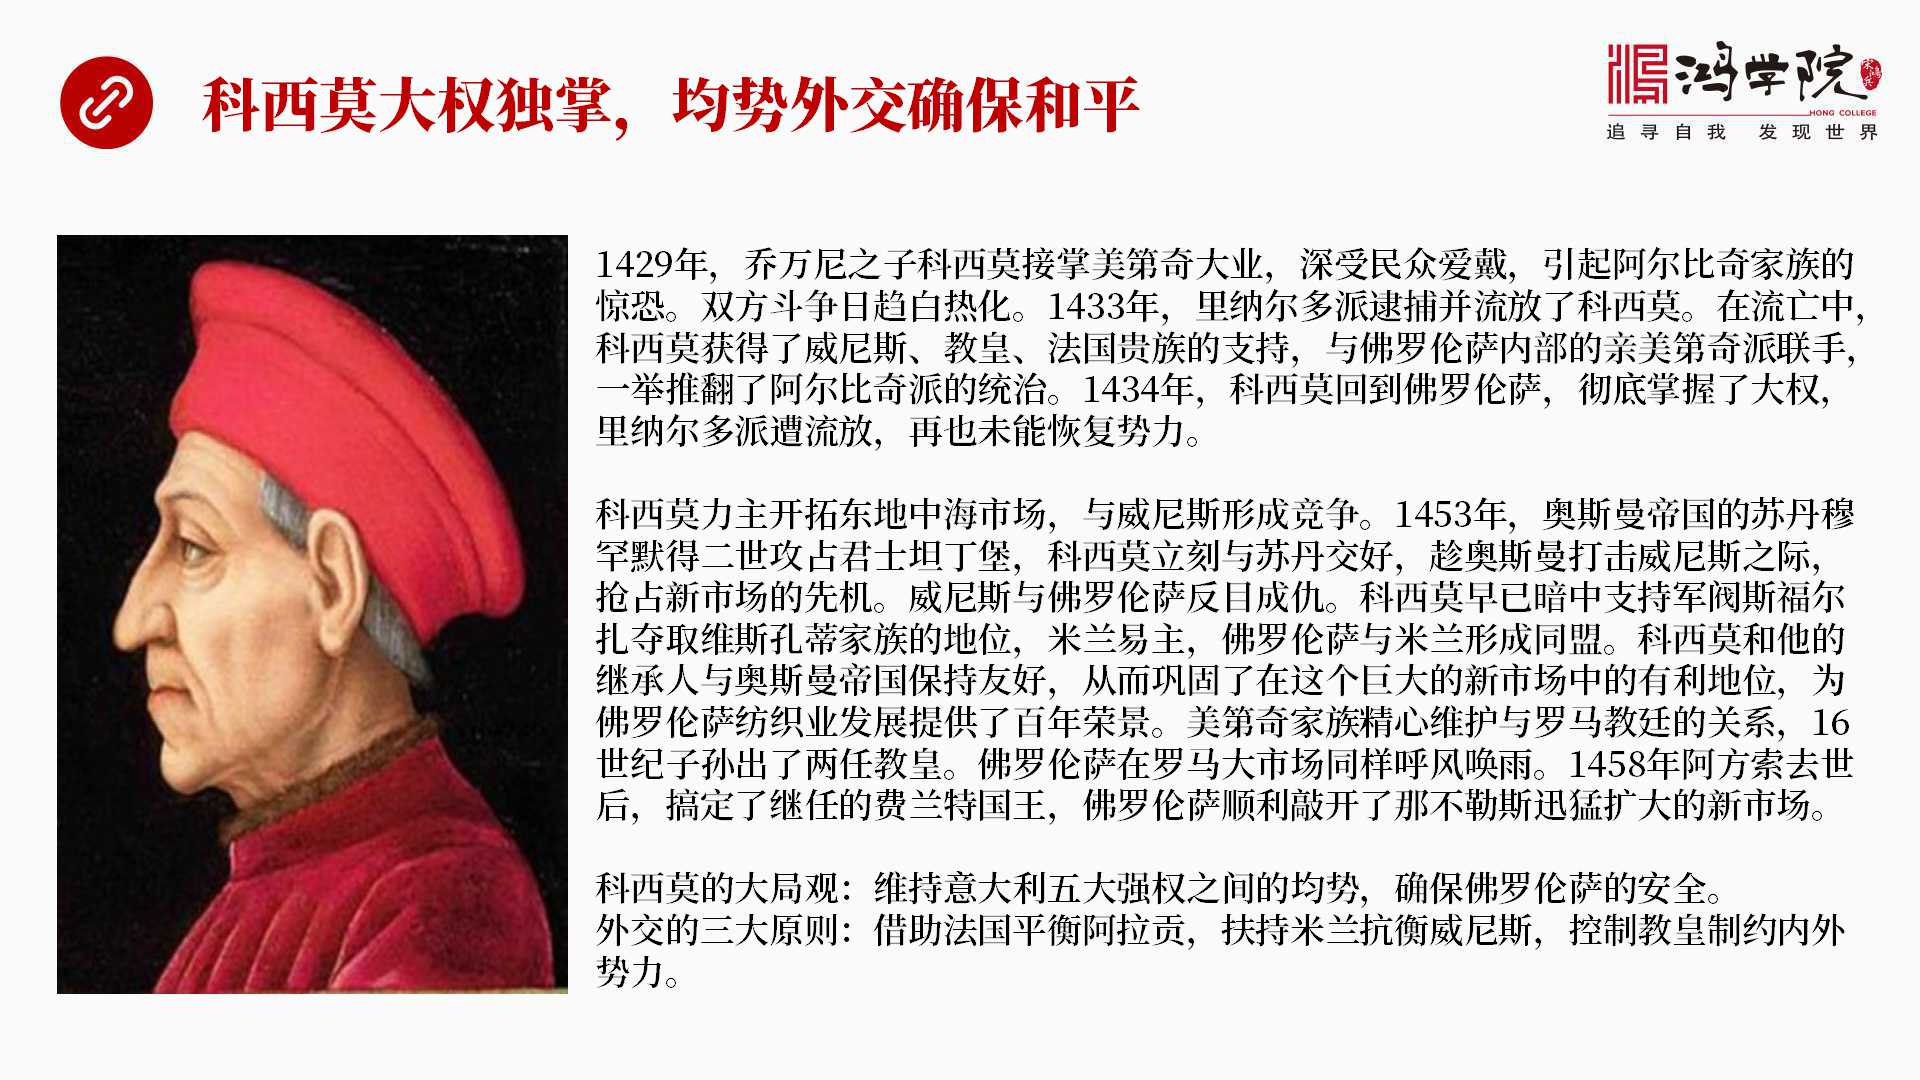 科西莫大权独掌，均势外交确保和平
鸿学院
宋鸿兵
HONG COLLEGE
追寻自我 发现世界
1429年，乔万尼之子科西莫接掌美第奇大业，深受民众爱戴，引起阿尔比奇家族的
惊恐。双方斗争日趋白热化。1433年，里纳尔多派逮捕并流放了科西莫。在流亡中，
科西莫获得了威尼斯、教皇、法国贵族的支持，与佛罗伦萨内部的亲美第奇派联手，
一举推翻了阿尔比奇派的统治。1434年，科西莫回到佛罗伦萨，彻底掌握了大权，
里纳尔多派遭流放，再也未能恢复势力。
科西莫力主开拓东地中海市场，与威尼斯形成竞争。1453年，奥斯曼帝国的苏丹穆
罕默得二世攻占君士坦丁堡，科西莫立刻与苏丹交好，趁奥斯曼打击威尼斯之际，
抢占新市场的先机。威尼斯与佛罗伦萨反目成仇。科西莫早已暗中支持军阀斯福尔
扎夺取维斯孔蒂家族的地位，米兰易主，佛罗伦萨与米兰形成同盟。科西莫和他的
继承人与奥斯曼帝国保持友好，从而巩固了在这个巨大的新市场中的有利地位，为
佛罗伦萨纺织业发展提供了百年荣景。美第奇家族精心维护与罗马教廷的关系，16
世纪子孙出了两任教皇。佛罗伦萨在罗马大市场同样呼风唤雨。1458年阿方索去世
后，搞定了继任的费兰特国王，佛罗伦萨顺利敲开了那不勒斯迅猛扩大的新市场。
科西莫的大局观：维持意大利五大强权之间的均势，确保佛罗伦萨的安全。
外交的三大原则：借助法国平衡阿拉贡，扶持米兰抗衡威尼斯，控制教皇制约内外
势力。